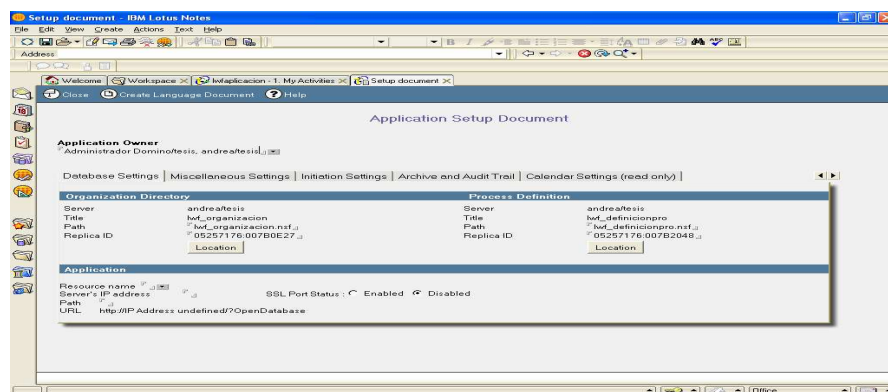 Setup document - IBM Lotus Notes
File Edit View Create Actions Text Help
Address
Welcome Workspace lwfaplicacion - 1. My Activities Setup document
Close Create Language Document Help
Application Setup Document
Application Owner
Administrador Domino/tesis, andrea/tesis
Database Settings | Miscellaneous Settings | Initiation Settings | Archive and Audit Trail | Calendar Settings (read only) |
Organization Directory Process Definition
Server andrea/tesis Server andrea/tesis
Title lwf_organizacion Title lwf_definicionpro
Path lwf_organizacion.nsf Path lwf_definicionpro.nsf
Replica ID 05257176:007B0E27 Replica ID 05257176:007B2048
Location Location
Application
Resource name
Server's IP address SSL Port Status : Enabled Disabled
Path
URL http://IP Address undefined/?OpenDatabase
Office